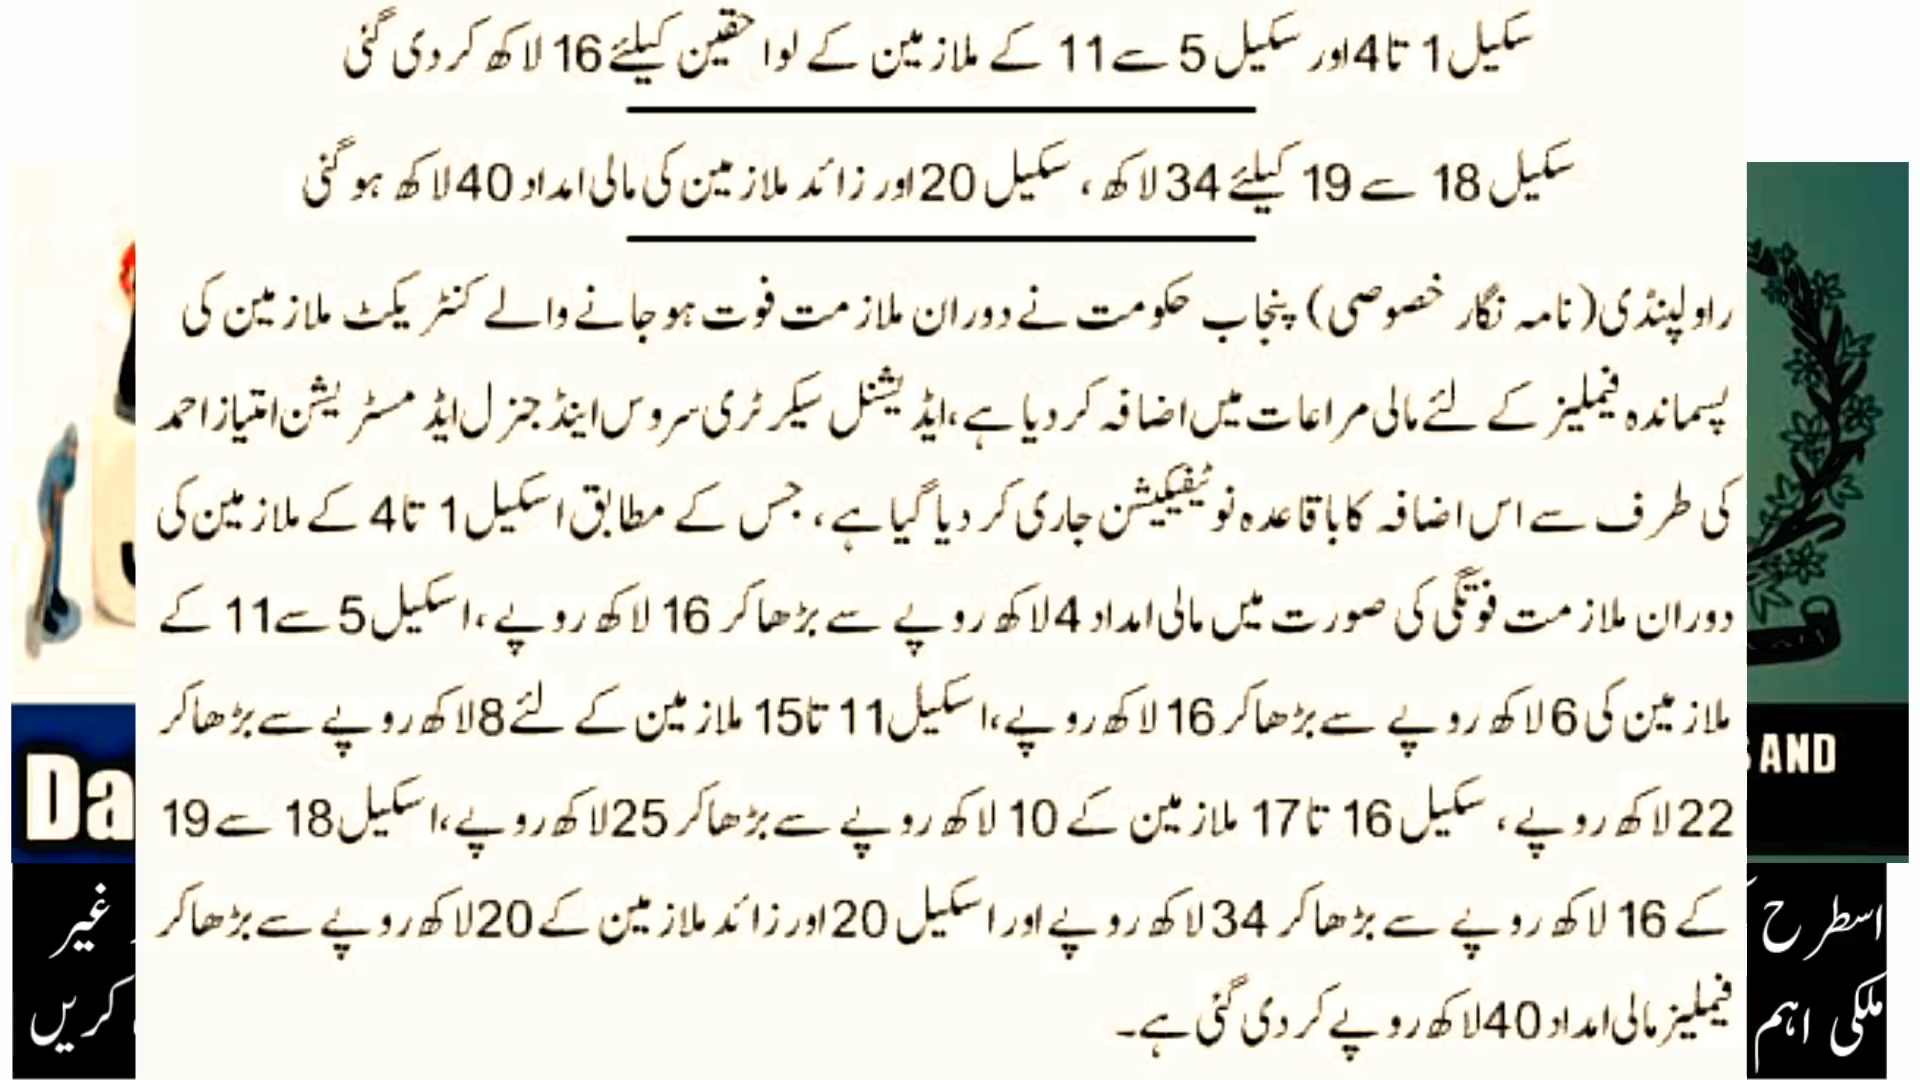 سکیل 1 تا 4 اور سکیل 5 سے 11 کے ملازمین کے لواحقین کیلئے 16 لاکھ کر دی گئی
سکیل 18 سے 19 کیلئے 34 لاکھ، سکیل 20 اور زائد ملازمین کی مالی امداد 40 لاکھ ہو گئی
راولپنڈی (نامہ نگار خصوصی) پنجاب حکومت نے دوران ملازمت فوت ہو جانے والے کنٹریکٹ ملازمین کی
پسماندہ فیملیز کے لئے مالی مراعات میں اضافہ کر دیا ہے، ایڈیشنل سیکرٹری سروس اینڈ جنرل ایڈمسٹریشن امتیاز احمد
کی طرف سے اس اضافہ کا باقاعدہ نوٹیفیکیشن جاری کر دیا گیا ہے، جس کے مطابق اسکیل 1 تا 4 کے ملازمین کی
دوران ملازمت فوتگی کی صورت میں مالی امداد 4 لاکھ روپے سے بڑھا کر 16 لاکھ روپے، اسکیل 5 سے 11 کے
ملازمین کی 6 لاکھ روپے سے بڑھا کر 16 لاکھ روپے، اسکیل 11 تا 15 ملازمین کے لئے 8 لاکھ روپے سے بڑھا کر
22 لاکھ روپے، سکیل 16 تا 17 ملازمین کے 10 لاکھ روپے سے بڑھا کر 25 لاکھ روپے، اسکیل 18 سے 19
کے 16 لاکھ روپے سے بڑھا کر 34 لاکھ روپے اور اسکیل 20 اور زائد ملازمین کے 20 لاکھ روپے سے بڑھا کر
فیملیز مالی امداد 40 لاکھ روپے کر دی گئی ہے۔
Da
AND
اسطرح
غیر
ملکی اہم
کریں